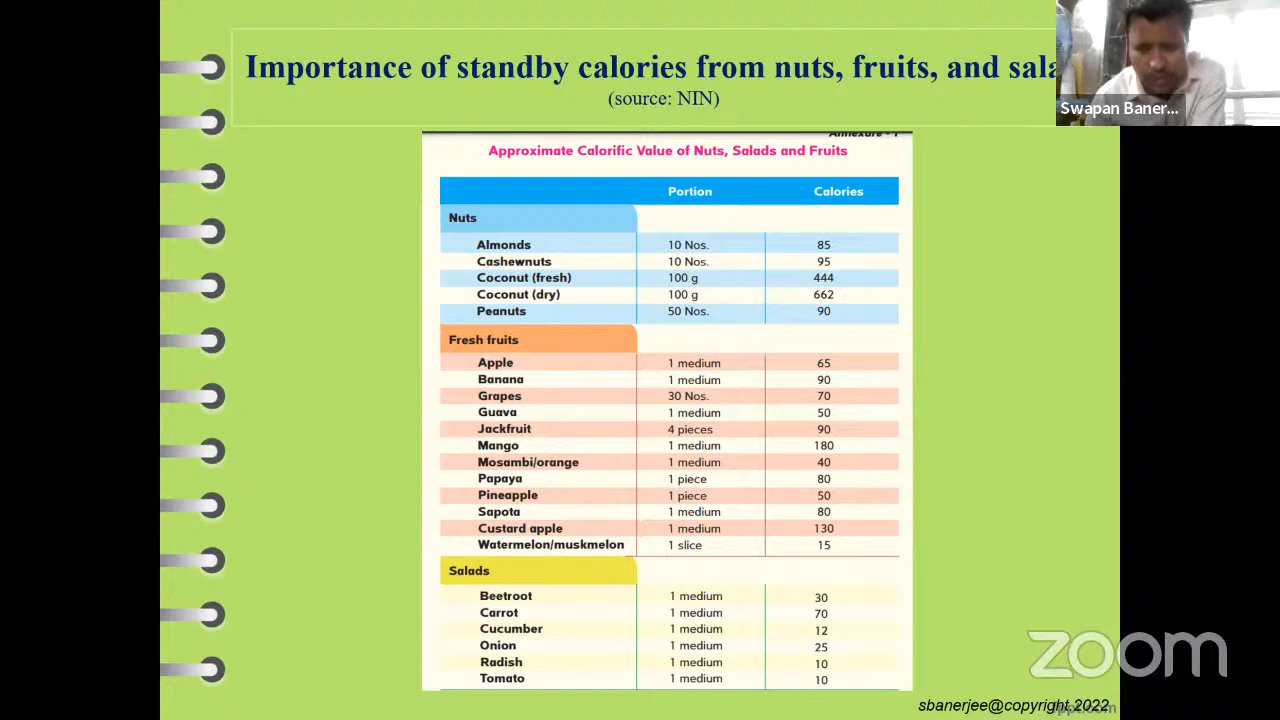 Importance of standby calories from nuts, fruits, and sala
(source: NIN)
Swapan Baner...
Annexure - 1
Approximate Calorific Value of Nuts, Salads and Fruits
Portion Calories
Nuts
Almonds 10 Nos. 85
Cashewnuts 10 Nos. 95
Coconut (fresh) 100 g 444
Coconut (dry) 100 g 662
Peanuts 50 Nos. 90
Fresh fruits
Apple 1 medium 65
Banana 1 medium 90
Grapes 30 Nos. 70
Guava 1 medium 50
Jackfruit 4 pieces 90
Mango 1 medium 180
Mosambi/orange 1 medium 40
Papaya 1 piece 80
Pineapple 1 piece 50
Sapota 1 medium 80
Custard apple 1 medium 130
Watermelon/muskmelon 1 slice 15
Salads
Beetroot 1 medium 30
Carrot 1 medium 70
Cucumber 1 medium 12
Onion 1 medium 25
Radish 1 medium 10
Tomato 1 medium 10
zoom
sbanerjee@copyright 2022